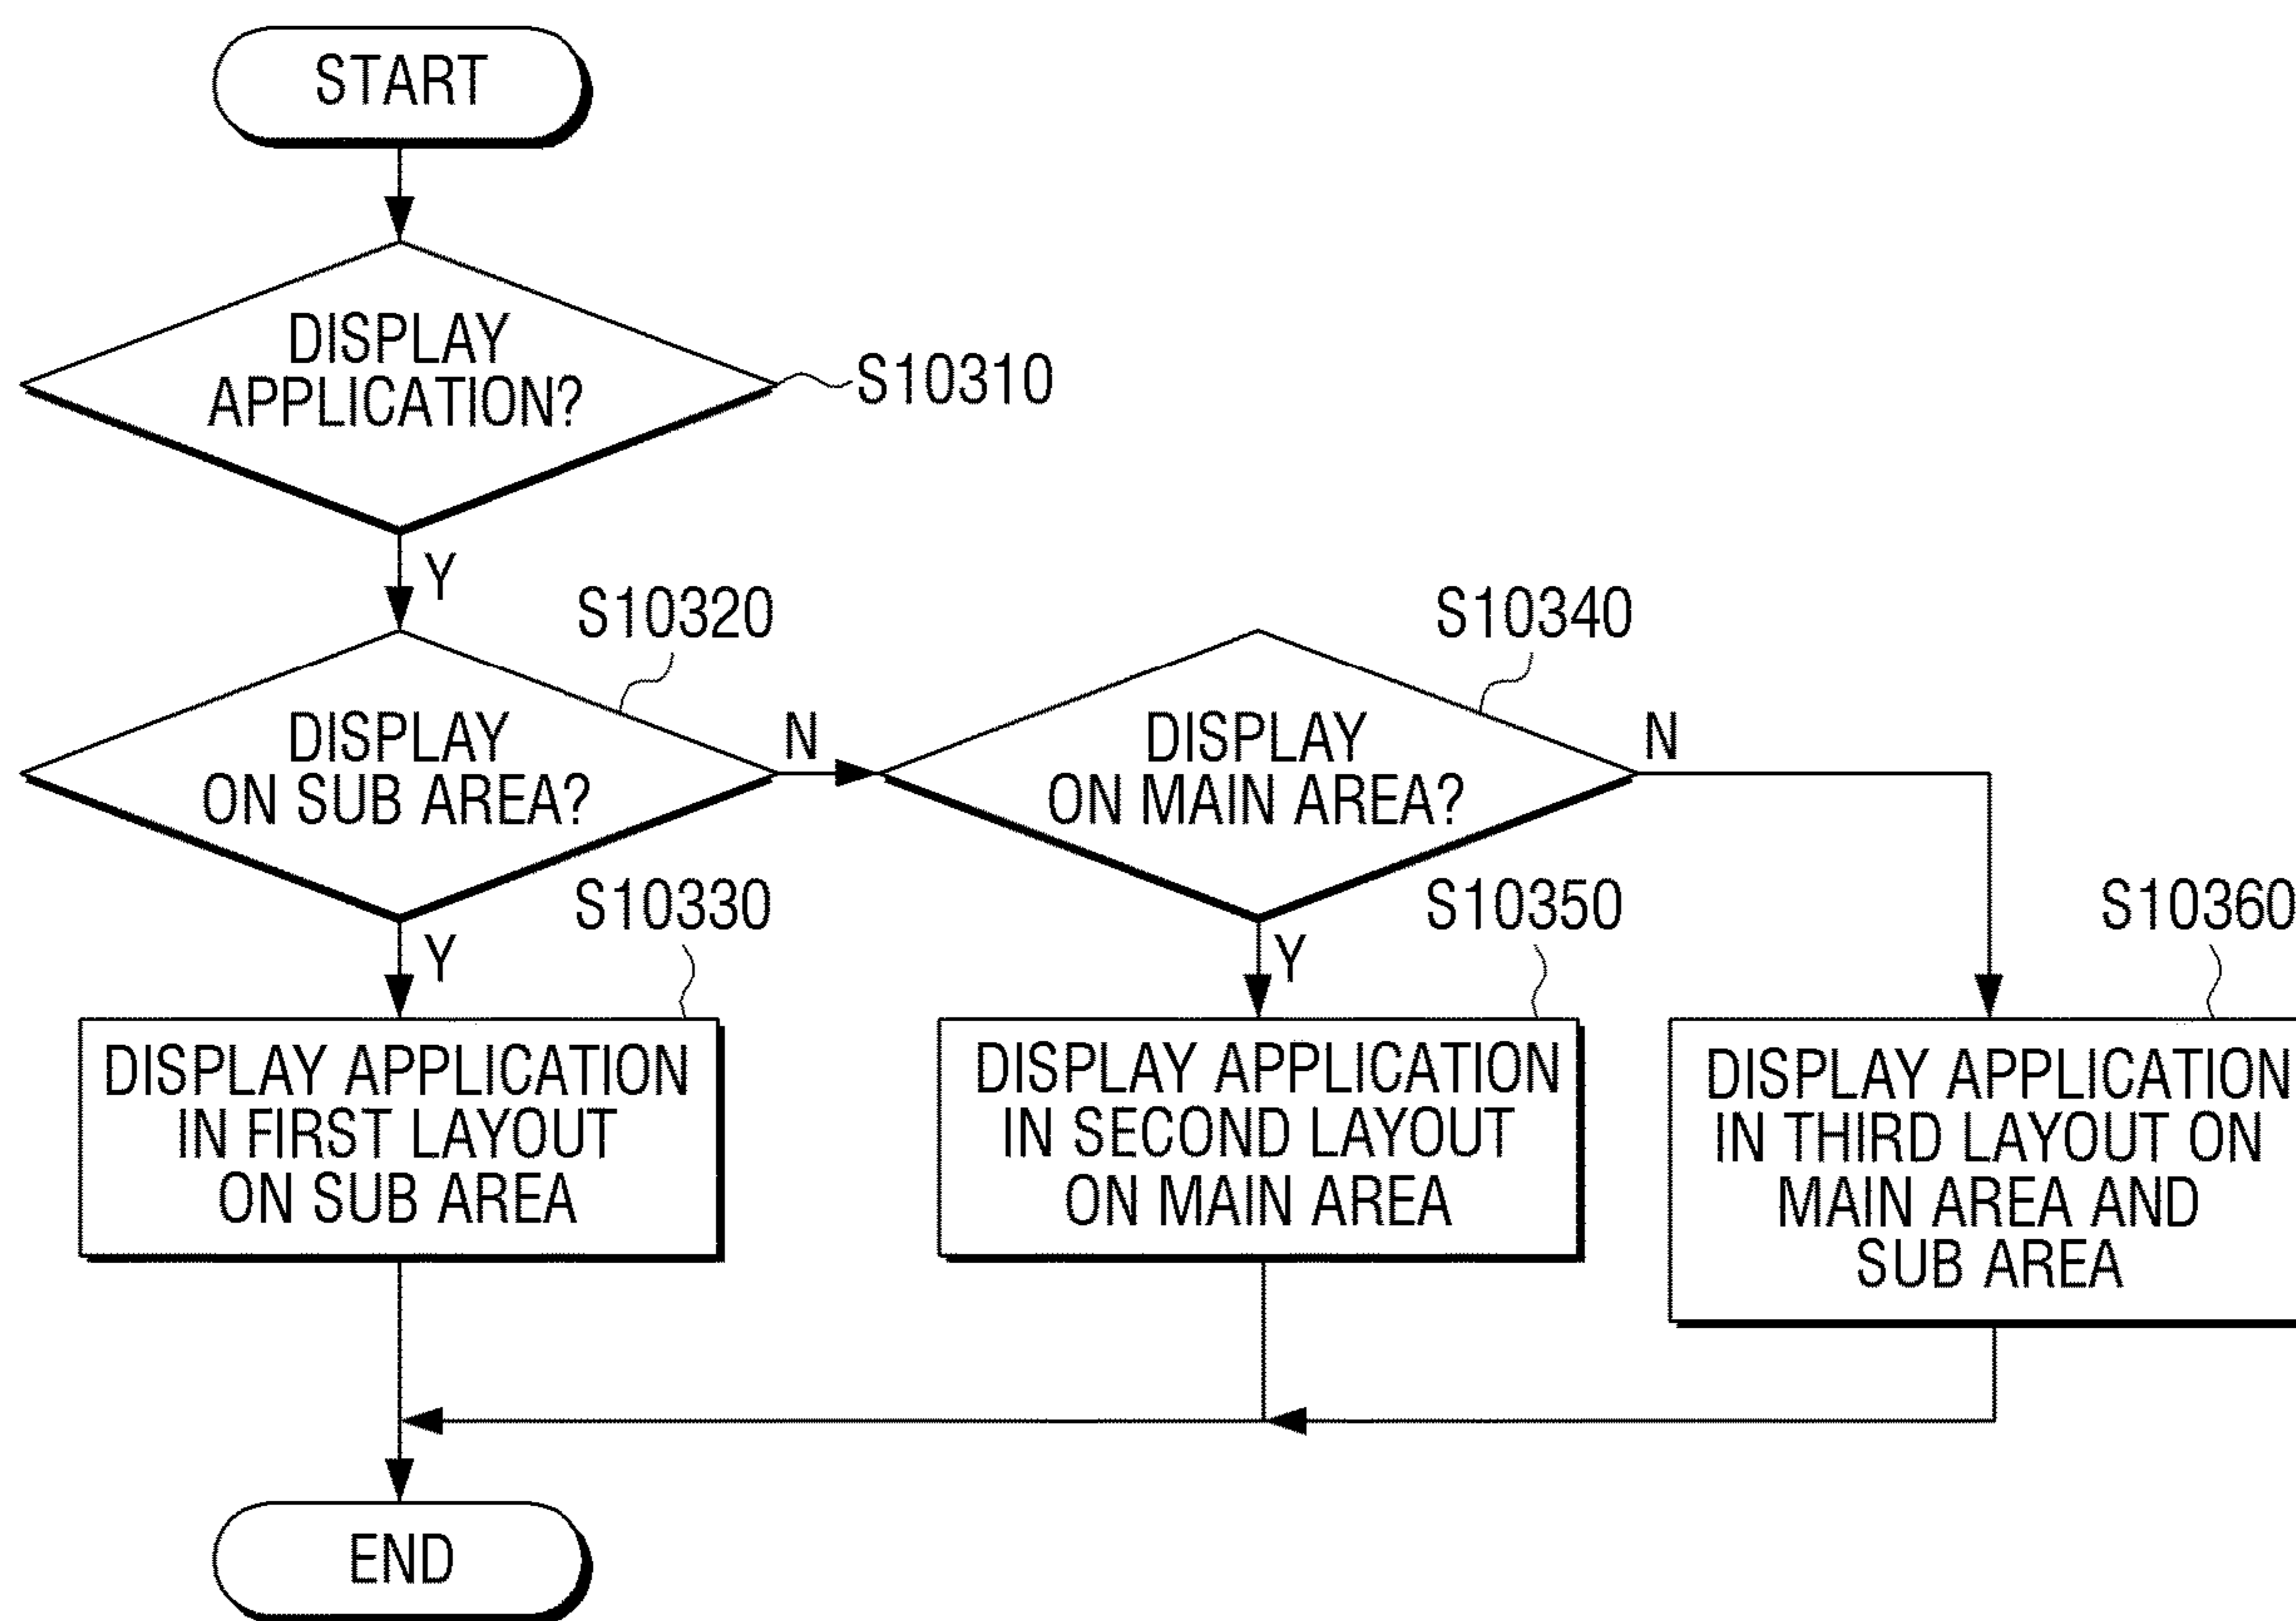 START
DISPLAY
APPLICATION?
S10310
Y
S10320
DISPLAY
ON SUB AREA?
N
S10340
DISPLAY
ON MAIN AREA?
N
Y
S10330
DISPLAY APPLICATION
IN FIRST LAYOUT
ON SUB AREA
Y
S10350
DISPLAY APPLICATION
IN SECOND LAYOUT
ON MAIN AREA
S10360
DISPLAY APPLICATION
IN THIRD LAYOUT ON
MAIN AREA AND
SUB AREA
END